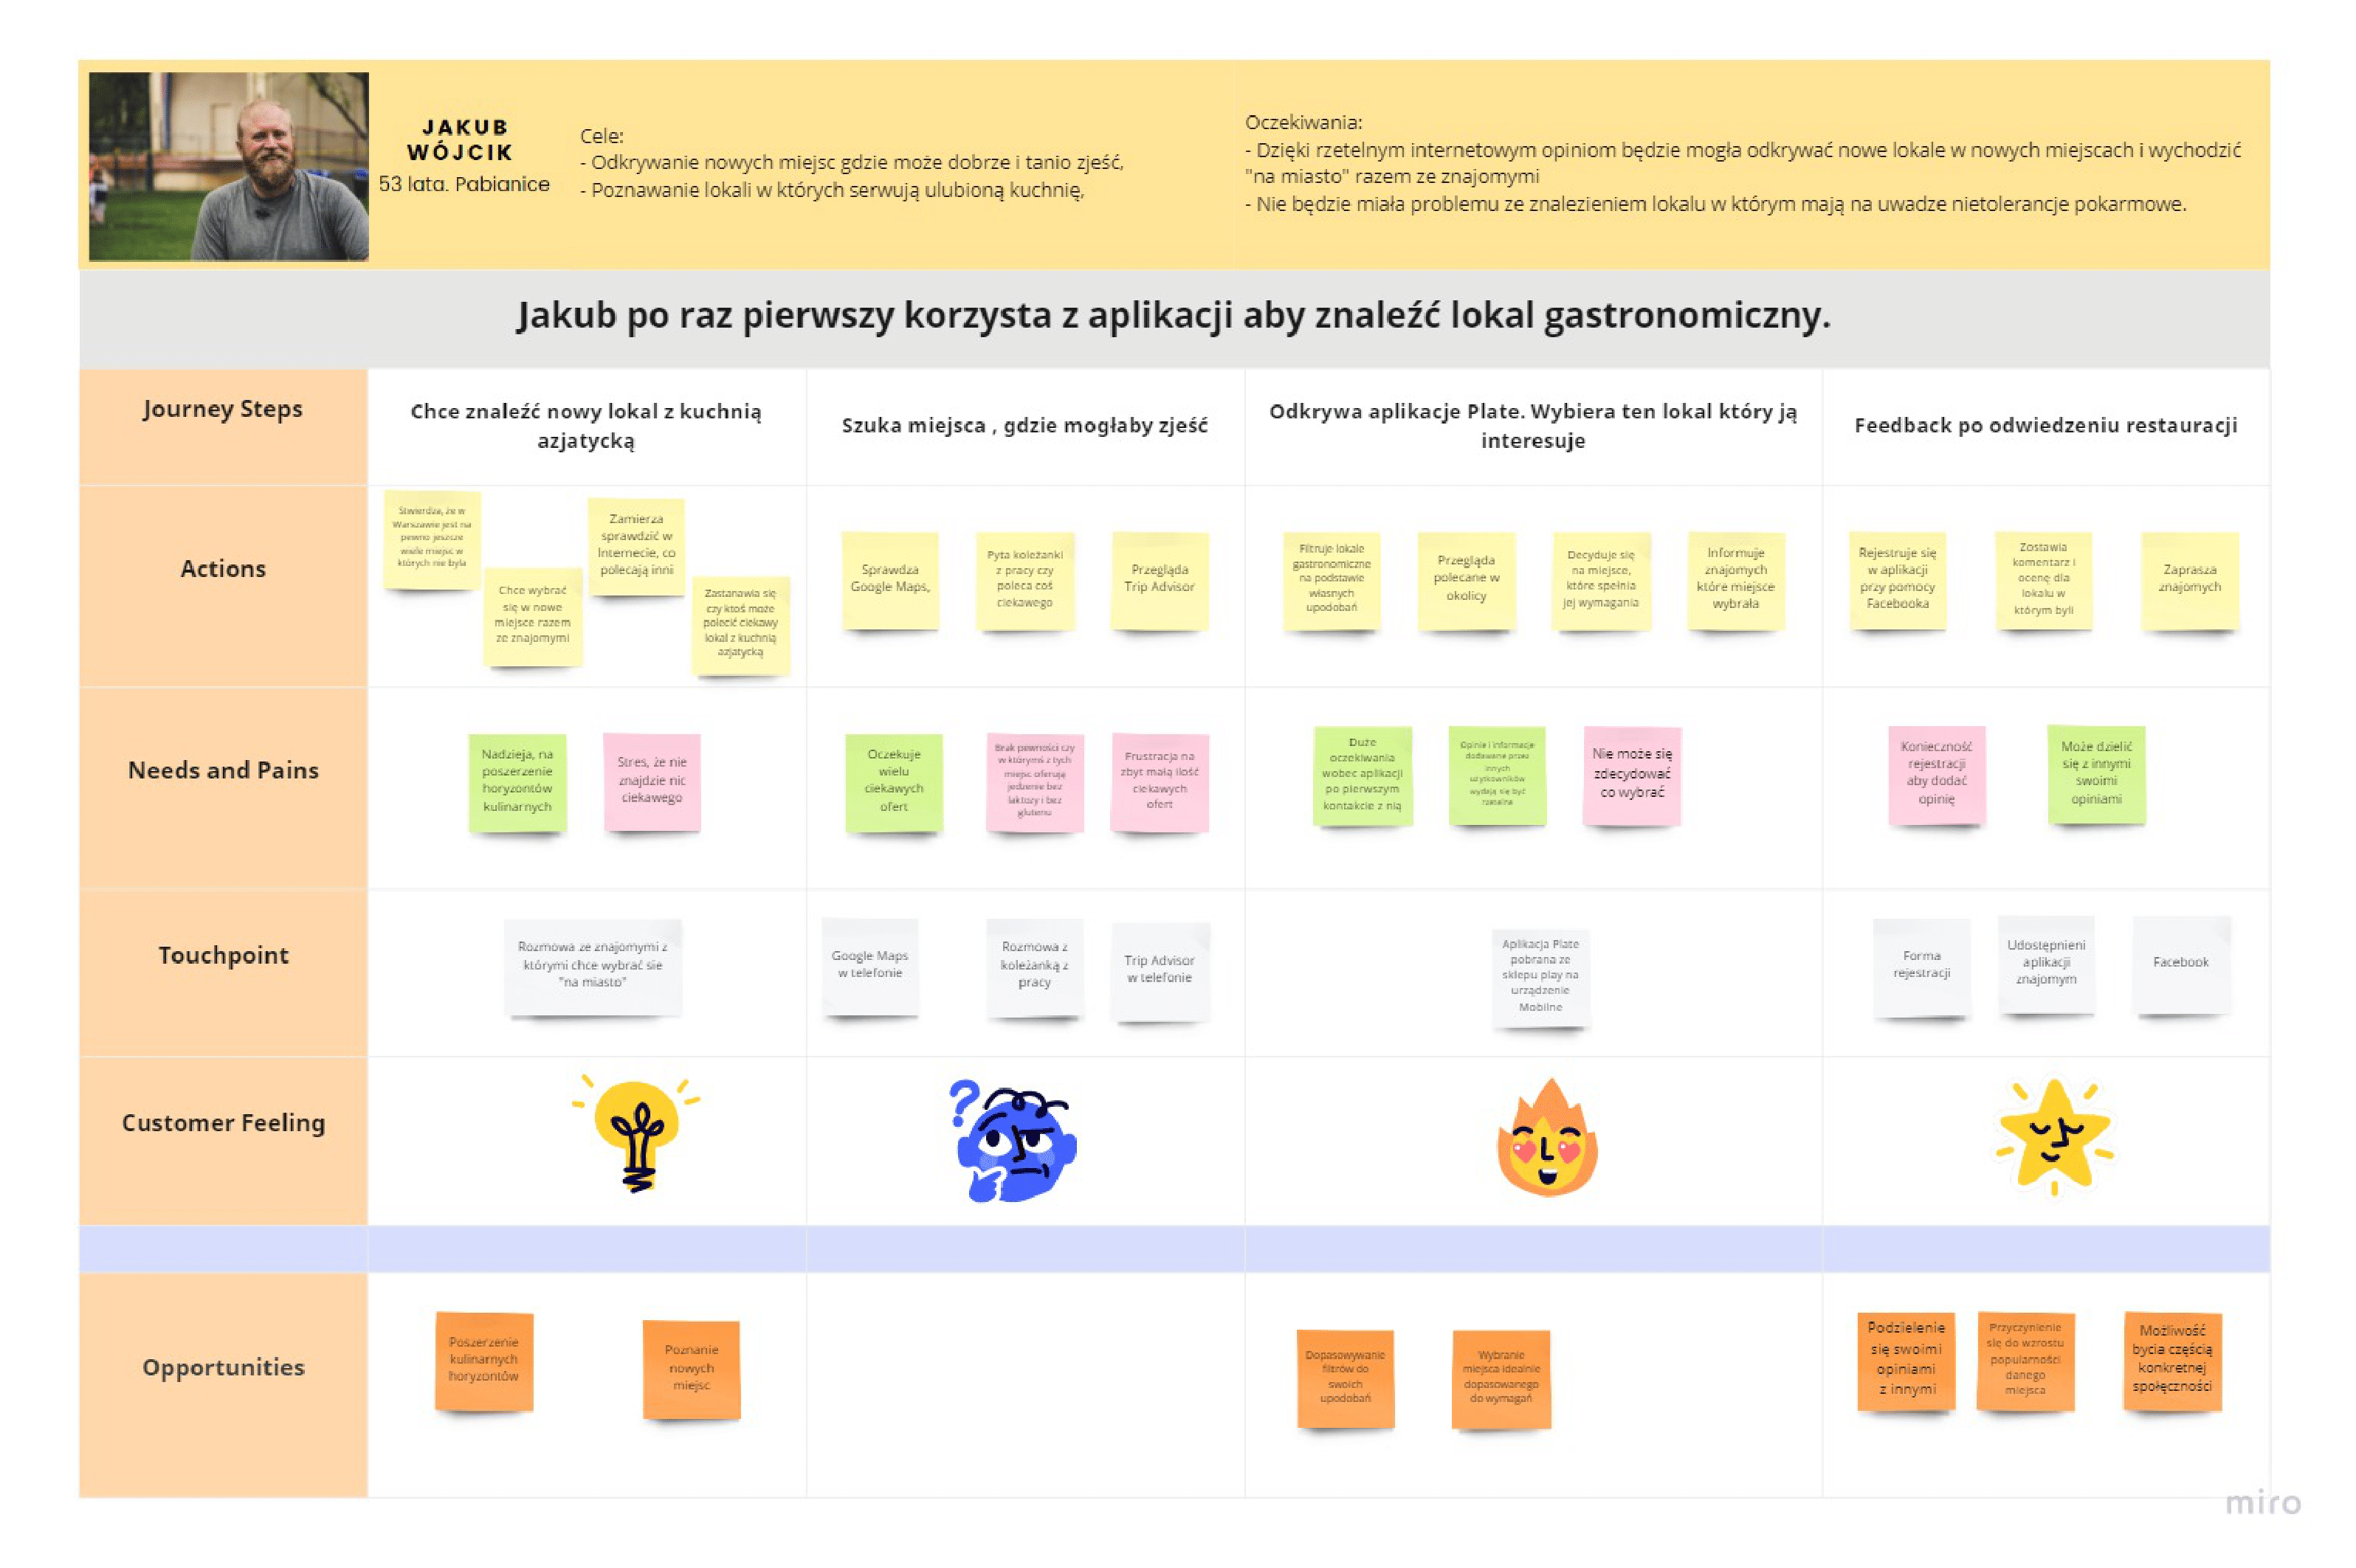 JAKUB
WÓJCIK
53 lata. Pabianice
Cele:
- Odkrywanie nowych miejsc gdzie może dobrze i tanio zjeść,
- Poznawanie lokali w których serwują ulubioną kuchnię,
Oczekiwania:
- Dzięki rzetelnym internetowym opiniom będzie mogła odkrywać nowe lokale w nowych miejscach i wychodzić
"na miasto" razem ze znajomymi
- Nie będzie miała problemu ze znalezieniem lokalu w którym mają na uwadze nietolerancje pokarmowe.
Jakub po raz pierwszy korzysta z aplikacji aby znaleźć lokal gastronomiczny.
Journey Steps
Chce znaleźć nowy lokal z kuchnią
azjatycką
Szuka miejsca , gdzie mogłaby zjeść
Odkrywa aplikacje Plate. Wybiera ten lokal który ją
interesuje
Feedback po odwiedzeniu restauracji
Actions
Stwierdza, że w
Warszawie jest na
pewno jeszcze
wiele miejsc w
których nie była
Chce wybrać
się w nowe
miejsce razem
ze znajomymi
Zamierza
sprawdzić w
Internecie, co
polecają inni
Zastanawia się
czy ktoś może
polecić ciekawy
lokal z kuchnią
azjatycką
Sprawdza
Google Maps,
Pyta koleżanki
z pracy czy
poleca coś
ciekawego
Przegląda
Trip Advisor
Filtruje lokale
gastronomiczne
na podstawie
własnych
upodobań
Przegląda
polecane w
okolicy
Decyduje się
na miejsce,
które spełnia
jej wymagania
Informuje
znajomych
które miejsce
wybrała
Rejestruje się
w aplikacji
przy pomocy
Facebooka
Zostawia
komentarz i
ocenę dla
lokalu w
którym byli
Zaprasza
znajomych
Needs and Pains
Nadzieja, na
poszerzenie
horyzontów
kulinarnych
Stres, że nie
znajdzie nic
ciekawego
Oczekuje
wielu
ciekawych
ofert
Brak pewności czy
w którymś z tych
miejsc oferują
jedzenie bez
laktozy i bez
glutenu
Frustracja na
zbyt małą ilość
ciekawych
ofert
Duże
oczekiwania
wobec aplikacji
po pierwszym
kontakcie z nią
Opinie i informacje
dodawane przez
innych
użytkowników
wydają się być
rzetelne
Nie może się
zdecydować
co wybrać
Konieczność
rejestracji
aby dodać
opinię
Może dzielić
się z innymi
swoimi
opiniami
Touchpoint
Rozmowa ze znajomymi z
którymi chce wybrać sie
"na miasto"
Google Maps
w telefonie
Rozmowa z
koleżanką z
pracy
Trip Advisor
w telefonie
Aplikacja Plate
pobrana ze
sklepu play na
urządzenie
Mobilne
Forma
rejestracji
Udostępnieni
aplikacji
znajomym
Facebook
Customer Feeling
Opportunities
Poszerzenie
kulinarnych
horyzontów
Poznanie
nowych
miejsc
Dopasowywanie
filtrów do
swoich
upodobań
Wybranie
miejsca idealnie
dopasowanego
do wymagań
Podzielenie
się swoimi
opiniami
z innymi
Przyczynienie
się do wzrostu
popularności
danego
miejsca
Możliwość
bycia częścią
konkretnej
społęczności
miro